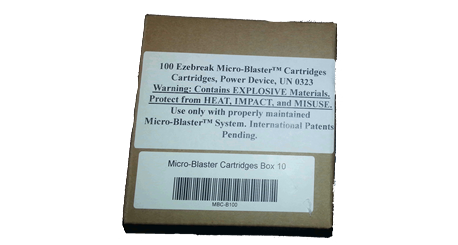 100 Ezebreak Micro-Blaster™ Cartridges
Cartridges, Power Device, UN 0323
Warning: Contains EXPLOSIVE Materials.
Protect from HEAT, IMPACT, and MISUSE.
Use only with properly maintained
Micro-Blaster™ System. International Patents
Pending.
Micro-Blaster Cartridges Box 10
MBC-B100